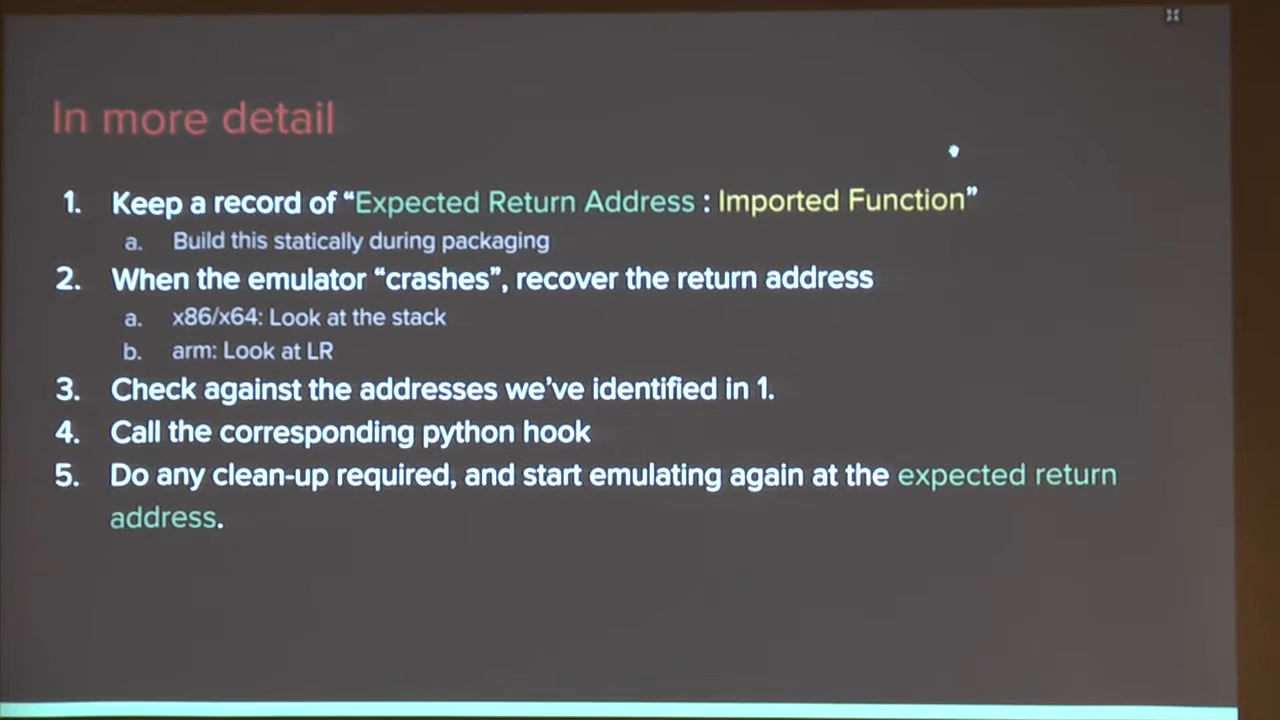 In more detail
1. Keep a record of “Expected Return Address : Imported Function”
a. Build this statically during packaging
2. When the emulator “crashes”, recover the return address
a. x86/x64: Look at the stack
b. arm: Look at LR
3. Check against the addresses we’ve identified in 1.
4. Call the corresponding python hook
5. Do any clean-up required, and start emulating again at the expected return
address.